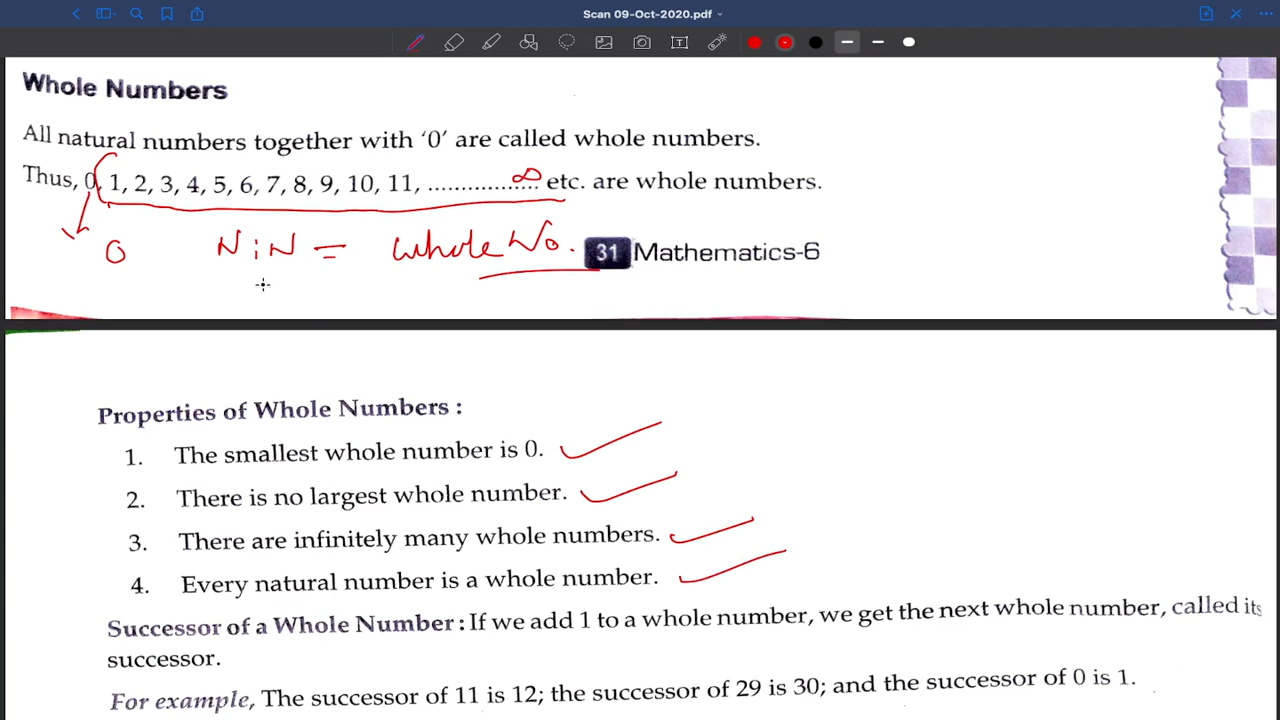 Scan 09-Oct-2020.pdf
Whole Numbers
All natural numbers together with ‘0’ are called whole numbers.
Thus, 0, 1, 2, 3, 4, 5, 6, 7, 8, 9, 10, 11, .................. ∞ etc. are whole numbers.
0 N i N = whole No. 31 Mathematics-6
Properties of Whole Numbers :
1. The smallest whole number is 0.
2. There is no largest whole number.
3. There are infinitely many whole numbers.
4. Every natural number is a whole number.
Successor of a Whole Number : If we add 1 to a whole number, we get the next whole number, called its
successor.
For example, The successor of 11 is 12; the successor of 29 is 30; and the successor of 0 is 1.